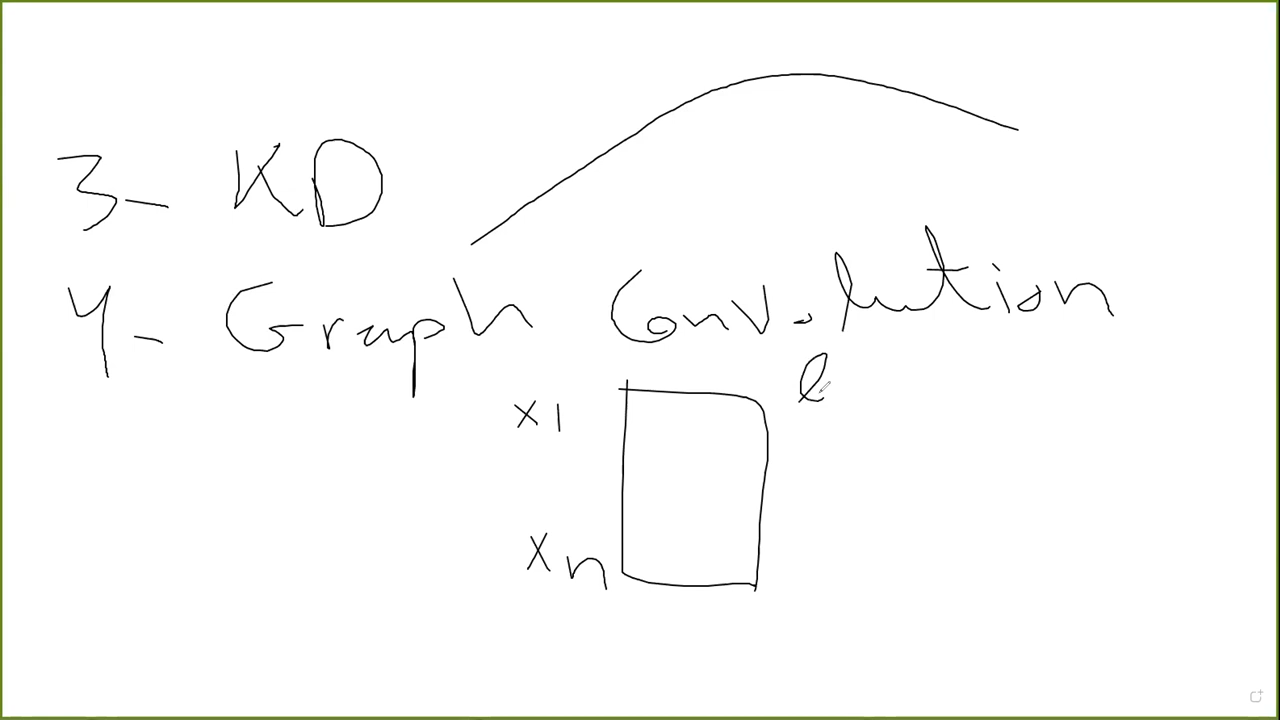 3- KD
4- Graph Convolution
l
x1
xn